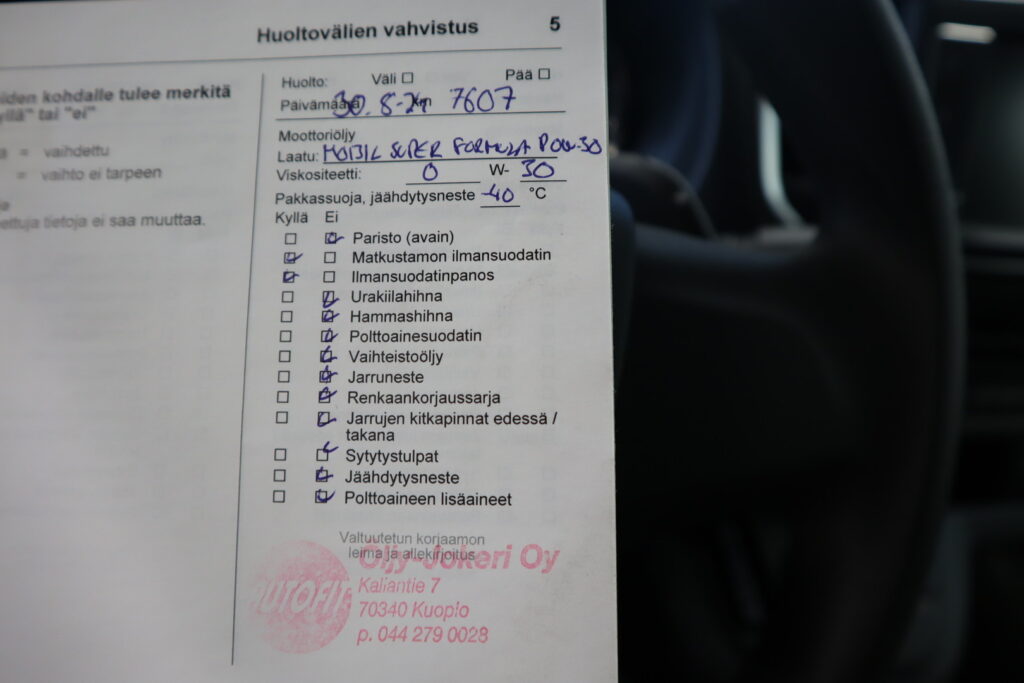 Huoltovälien vahvistus 5
iiden kohdalle tulee merkitä
yllä" tai "ei"
= vaihdettu
= vaihto ei tarpeen
ettuja tietoja ei saa muuttaa.
Huolto: Väli Pää
Päivämäärä 30.8-24 Km 7607
Moottoriöljy
Laatu: MOBIL SUPER FORMULA P 0W-30
Viskositeetti: 0 W- 30
Pakkassuoja, jäähdytysneste -40 °C
Kyllä Ei
Paristo (avain)
Matkustamon ilmansuodatin
Ilmansuodatinpanos
Urakiilahihna
Hammashihna
Polttoainesuodatin
Vaihteistoöljy
Jarruneste
Renkaankorjaussarja
Jarrujen kitkapinnat edessä /
takana
Sytytystulpat
Jäähdytysneste
Polttoaineen lisäaineet
Valtuutetun korjaamon
leima ja allekirjoitus
AUTOFIT
Öljy-Jokeri Oy
Kaliantie 7
70340 Kuopio
p. 044 279 0028